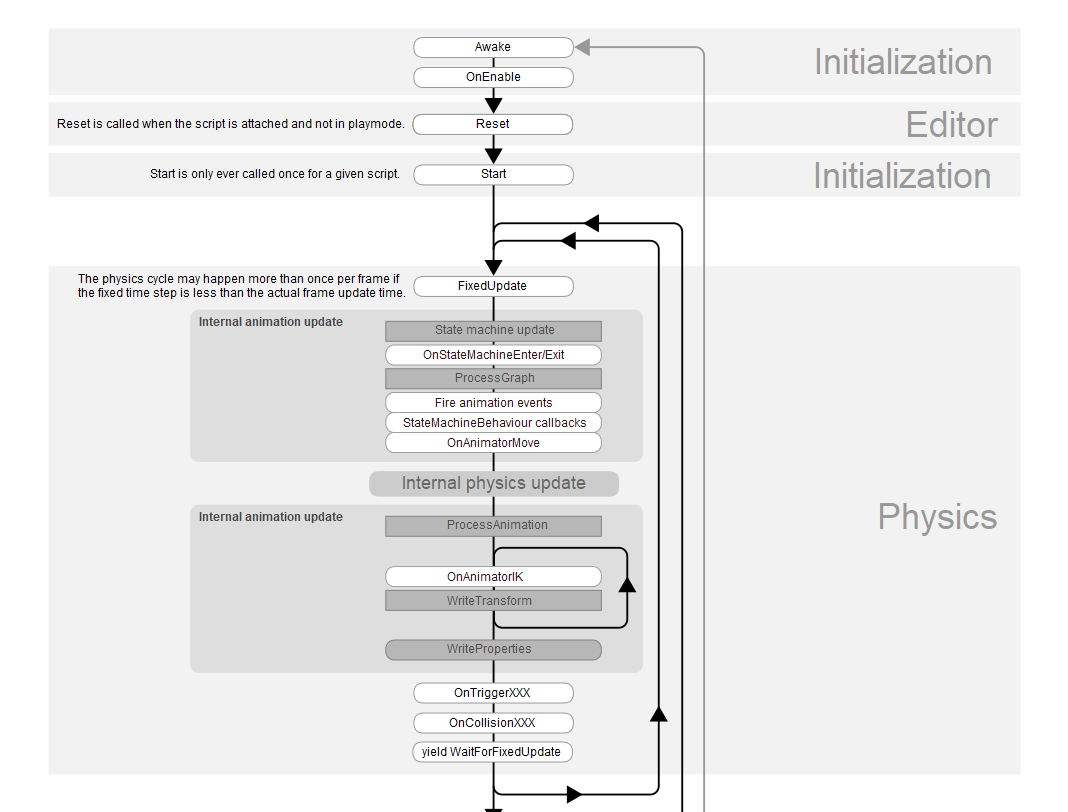 Awake
OnEnable
Initialization
Reset is called when the script is attached and not in playmode.
Reset
Editor
Start is only ever called once for a given script.
Start
Initialization
The physics cycle may happen more than once per frame if
the fixed time step is less than the actual frame update time.
FixedUpdate
Internal animation update
State machine update
OnStateMachineEnter/Exit
ProcessGraph
Fire animation events
StateMachineBehaviour callbacks
OnAnimatorMove
Internal physics update
Physics
Internal animation update
ProcessAnimation
OnAnimatorIK
WriteTransform
WriteProperties
OnTriggerXXX
OnCollisionXXX
yield WaitForFixedUpdate